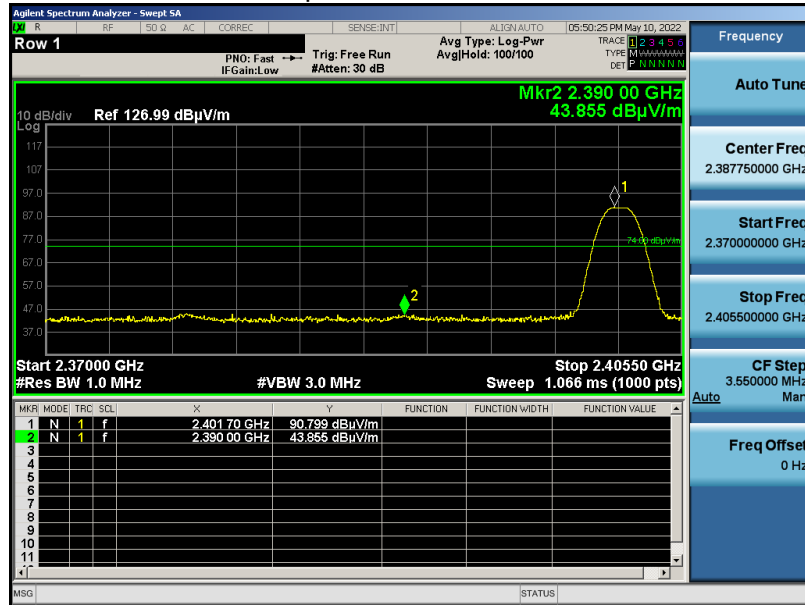 Agilent Spectrum Analyzer - Swept SA
LXI R RF 50 Ω AC CORREC SENSE:INT ALIGN AUTO 05:50:25 PM May 10, 2022
Row 1
PNO: Fast
IFGain:Low
Trig: Free Run
#Atten: 30 dB
Avg Type: Log-Pwr
Avg|Hold: 100/100
TRACE 1 2 3 4 5 6
TYPE M
DET P N N N N N
Mkr2 2.390 00 GHz
43.855 dBµV/m
10 dB/div Ref 126.99 dBµV/m
Log
117
107
97.0
87.0
77.0
67.0
57.0
47.0
37.0
1
74.00 dBµV/m
2
Start 2.37000 GHz Stop 2.40550 GHz
#Res BW 1.0 MHz #VBW 3.0 MHz Sweep 1.066 ms (1000 pts)
MKR MODE TRC SCL X Y FUNCTION FUNCTION WIDTH FUNCTION VALUE
1 N 1 f 2.401 70 GHz 90.799 dBµV/m
2 N 1 f 2.390 00 GHz 43.855 dBµV/m
3
4
5
6
7
8
9
10
11
MSG STATUS
Frequency
Auto Tune
Center Freq
2.387750000 GHz
Start Freq
2.370000000 GHz
Stop Freq
2.405500000 GHz
CF Step
3.550000 MHz
Auto Man
Freq Offset
0 Hz